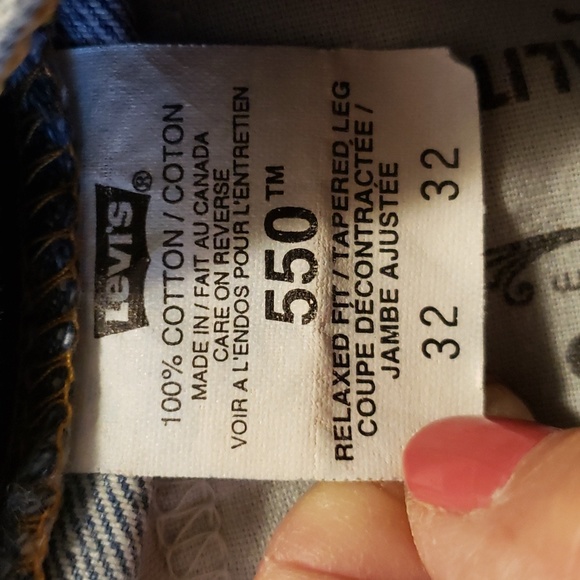 Levi's®
100% COTTON / COTON
MADE IN / FAIT AU CANADA
CARE ON REVERSE
VOIR A L'ENDOS POUR L'ENTRETIEN
550™
RELAXED FIT / TAPERED LEG
COUPE DÉCONTRACTÉE /
JAMBE AJUSTÉE
32 32